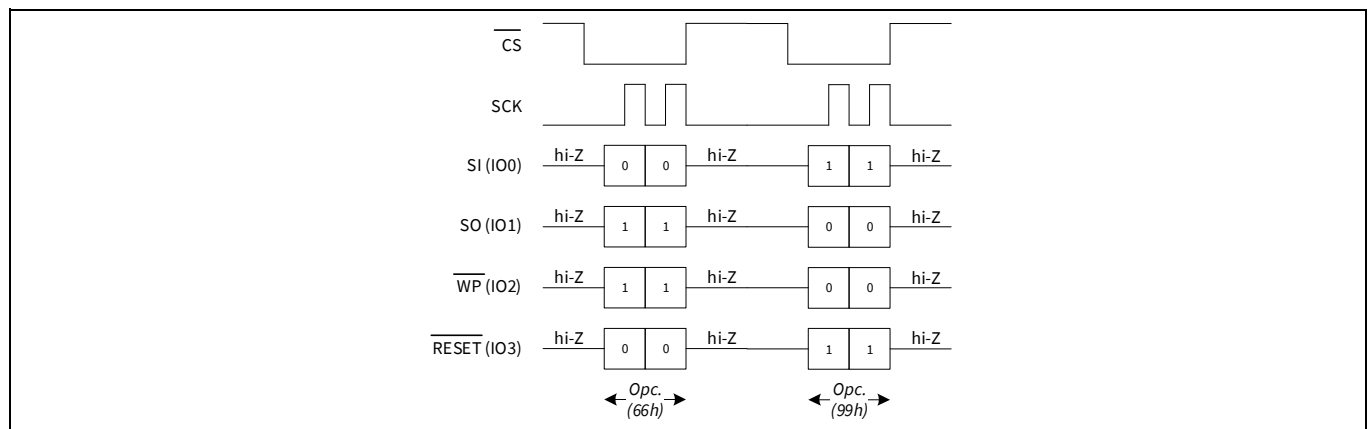 CS
SCK
SI (IO0) hi-Z 0 0 hi-Z 1 1 hi-Z
SO (IO1) hi-Z 1 1 hi-Z 0 0 hi-Z
WP (IO2) hi-Z 1 1 hi-Z 0 0 hi-Z
RESET (IO3) hi-Z 0 0 hi-Z 1 1 hi-Z
Opc. Opc.
(66h) (99h)